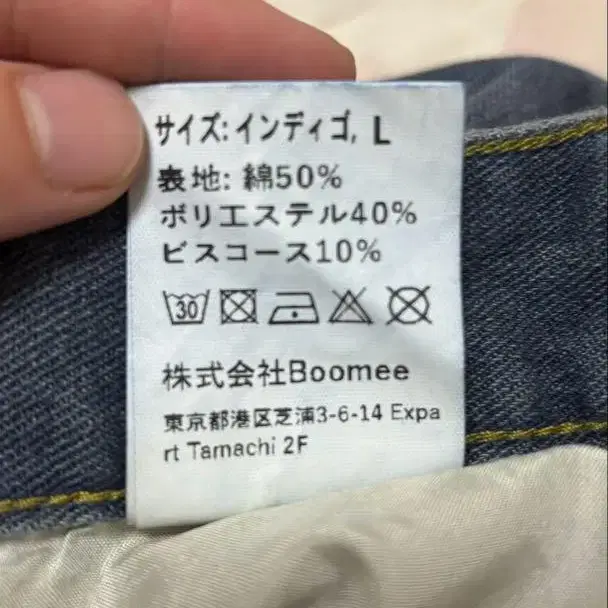 サイズ: インディゴ, L
表地: 綿50%
ポリエステル40%
ビスコース10%
30
株式会社Boomee
東京都港区芝浦3-6-14 Expa
rt Tamachi 2F